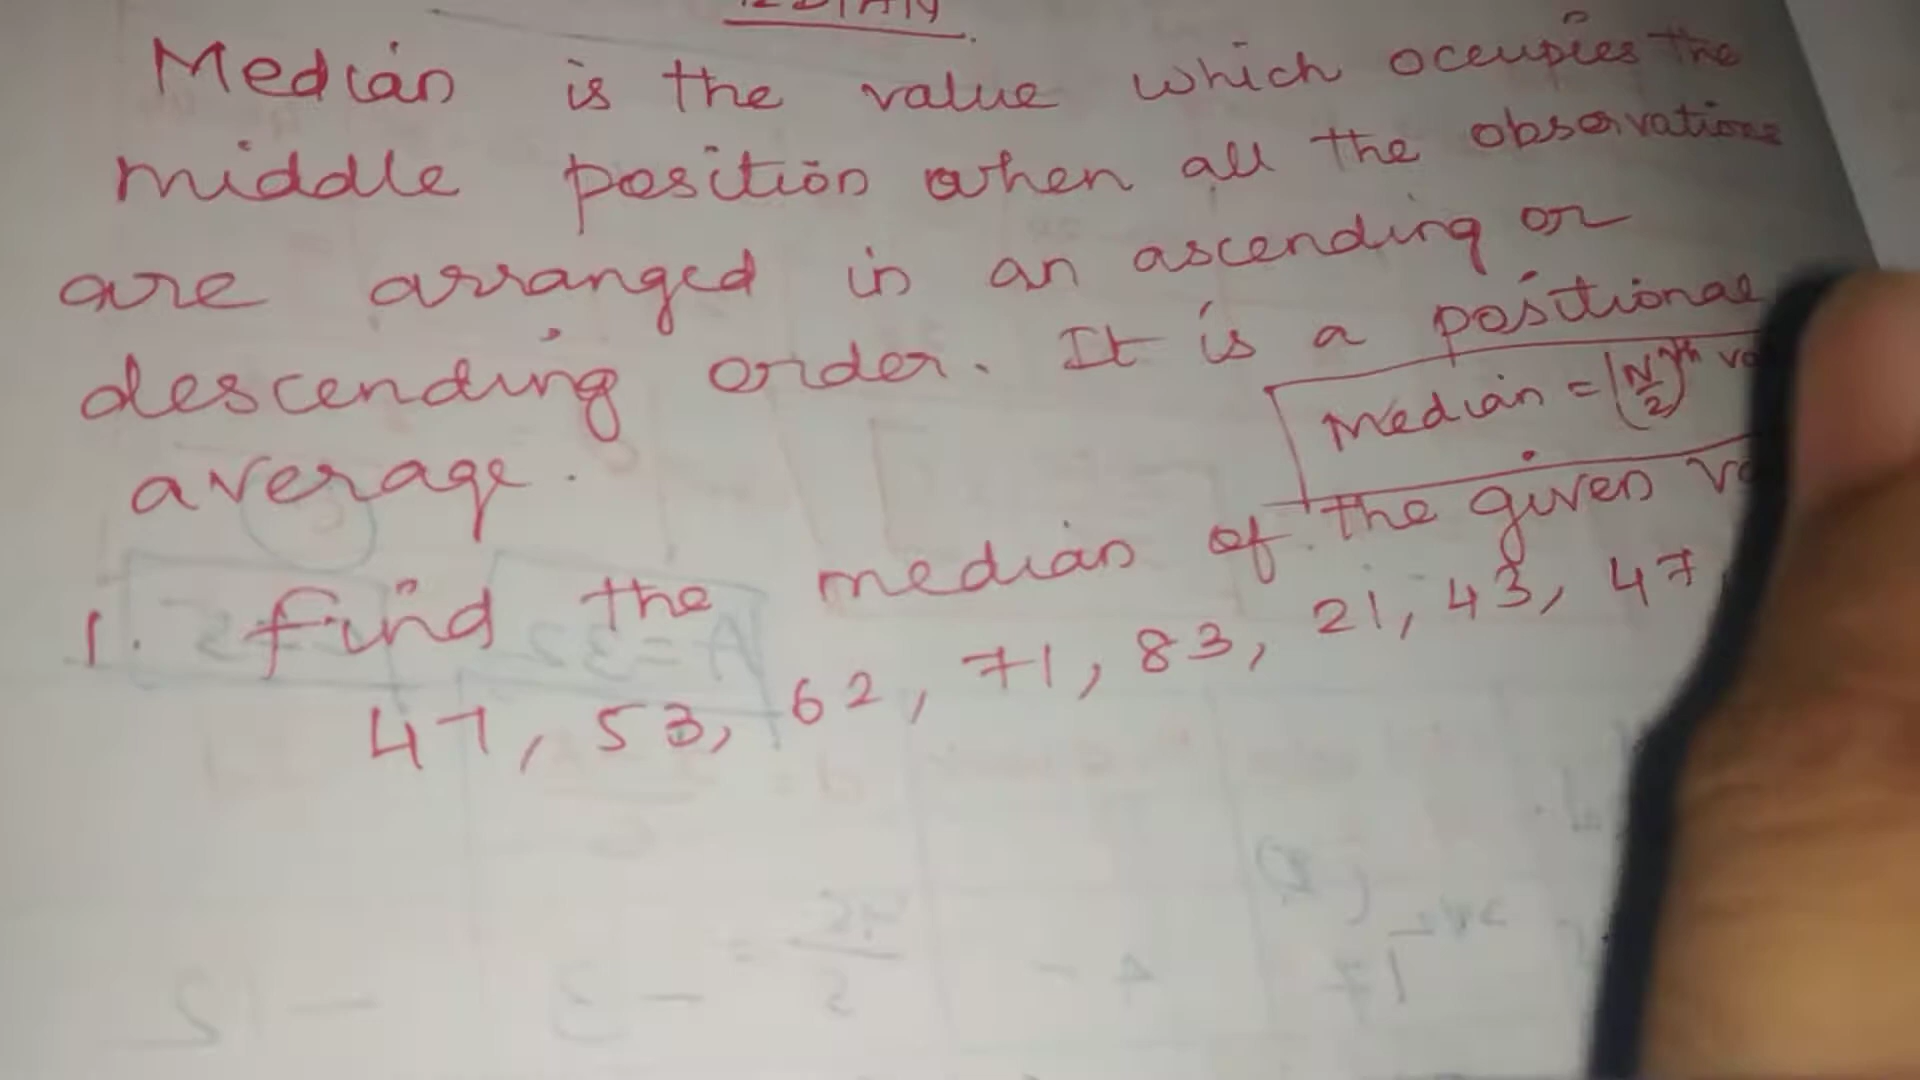 Median is the value which occupies the
middle position when all the observations
are arranged in an ascending or
descending order. It is a positional
average.
Median = (N/2)th
1. Find the median of the given
47, 53, 62, 71, 83, 21, 43, 47